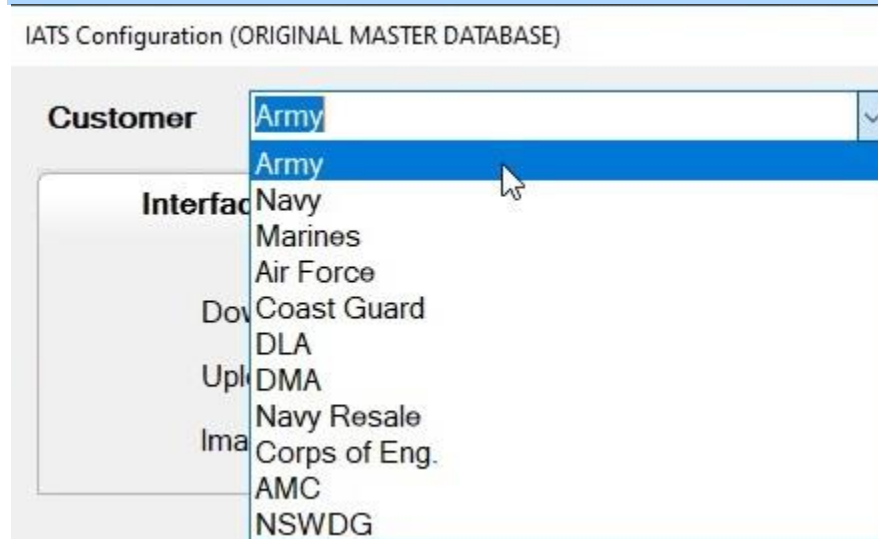 IATS Configuration (ORIGINAL MASTER DATABASE)
Customer Army
Army
Interfac Navy
Marines
Air Force
Dov Coast Guard
DLA
Uplo DMA
Navy Resale
Ima Corps of Eng.
AMC
NSWDG